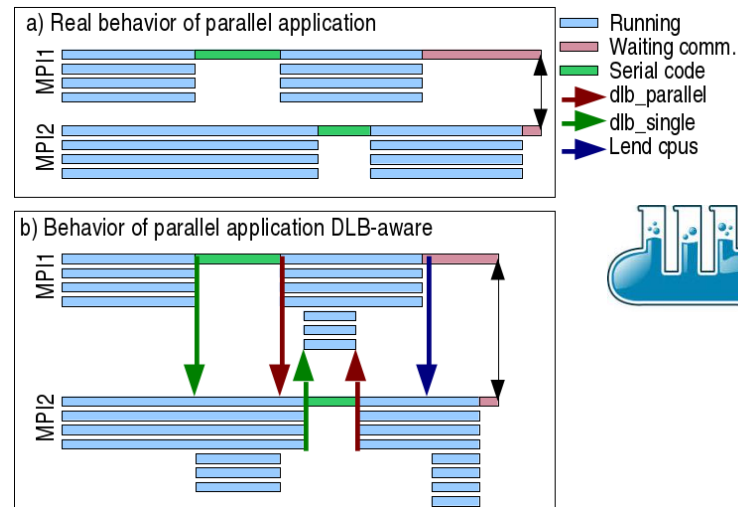 a) Real behavior of parallel application
MPI1
MPI2
Running
Waiting comm.
Serial code
dlb_parallel
dlb_single
Lend cpus
b) Behavior of parallel application DLB-aware
MPI1
MPI2